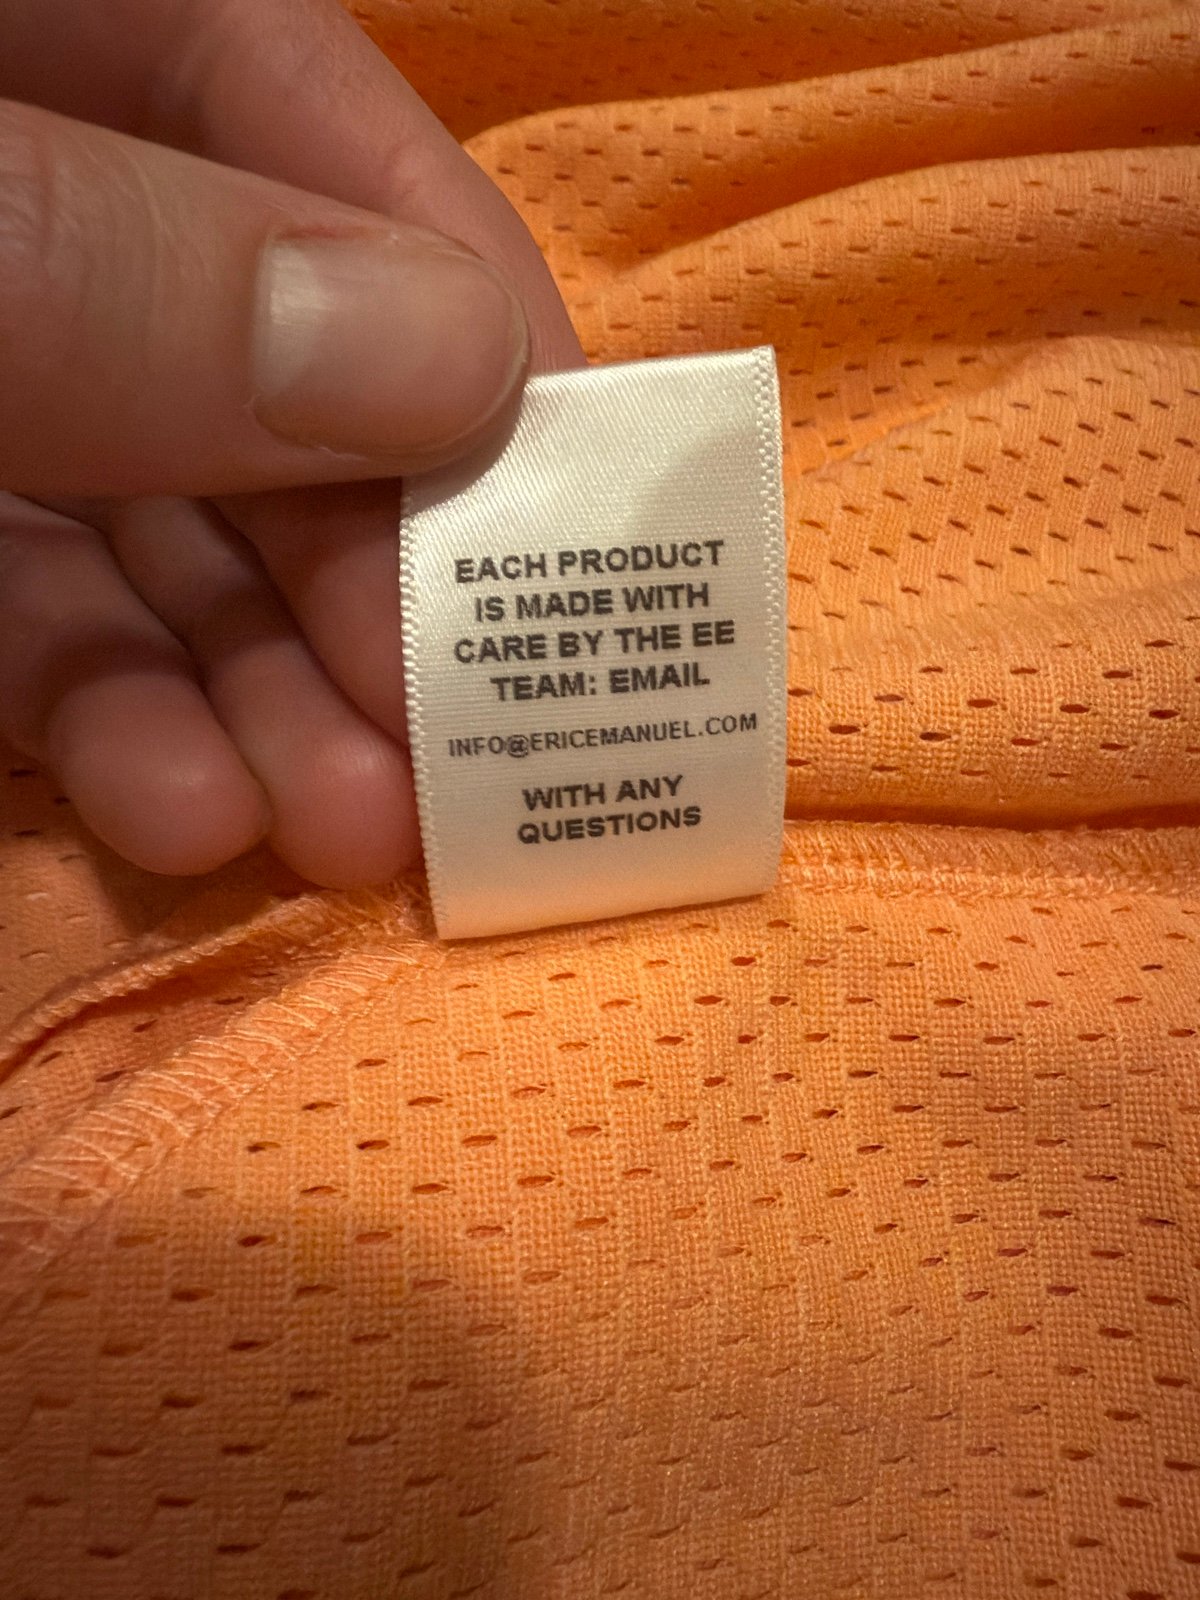 EACH PRODUCT
IS MADE WITH
CARE BY THE EE
TEAM: EMAIL
INFO@ERICEMANUEL.COM
WITH ANY
QUESTIONS